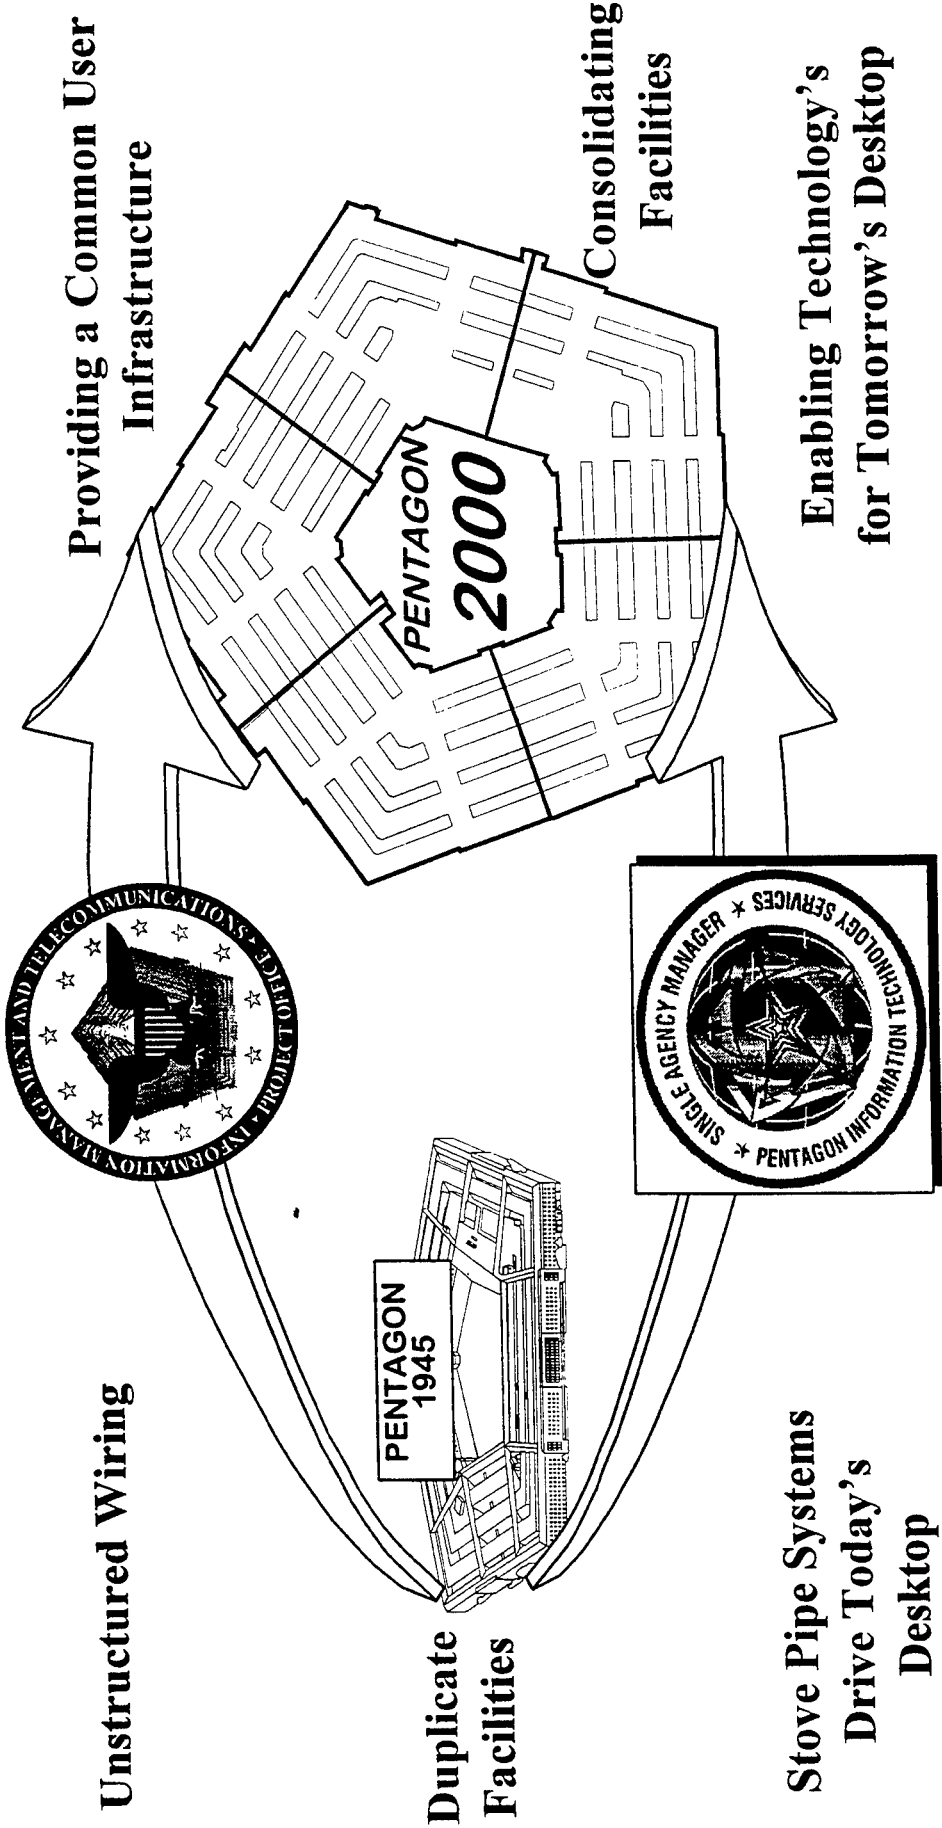 Unstructured Wiring
Providing a Common User
Infrastructure
INFORMATION MANAGEMENT AND TELECOMMUNICATIONS • PROJECT OFFICE •
PENTAGON
1945
Duplicate
Facilities
PENTAGON
2000
Consolidating
Facilities
SINGLE AGENCY MANAGER
PENTAGON INFORMATION TECHNOLOGY SERVICES
Stove Pipe Systems
Drive Today's
Desktop
Enabling Technology's
for Tomorrow's Desktop